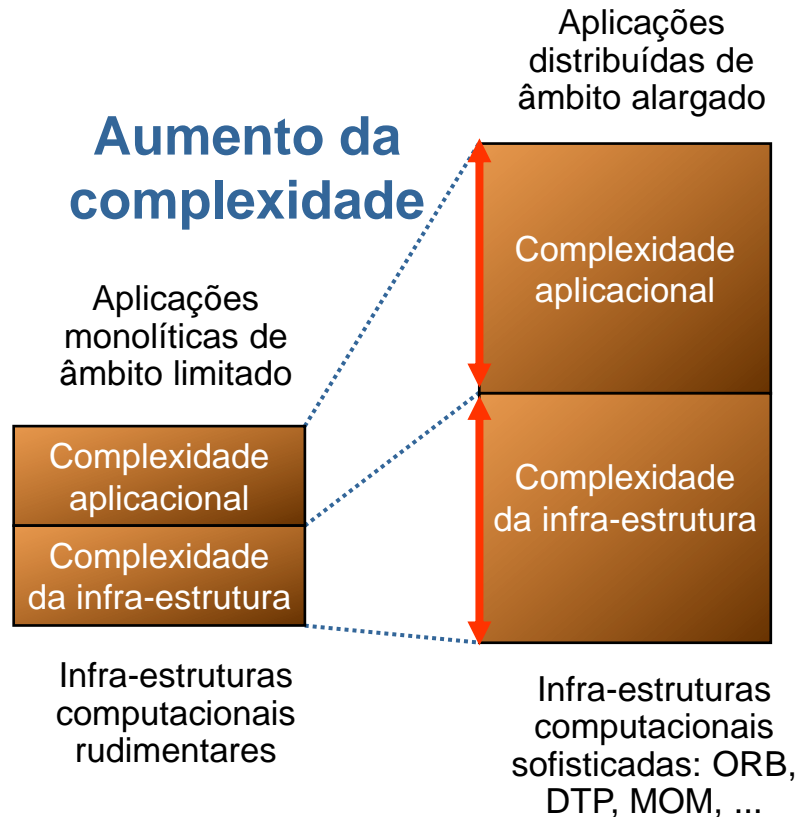 Aumento da
complexidade
Aplicações
monolíticas de
âmbito limitado
Complexidade
aplicacional
Complexidade
da infra-estrutura
Infra-estruturas
computacionais
rudimentares
Aplicações
distribuídas de
âmbito alargado
Complexidade
aplicacional
Complexidade
da infra-estrutura
Infra-estruturas
computacionais
sofisticadas: ORB,
DTP, MOM, ...